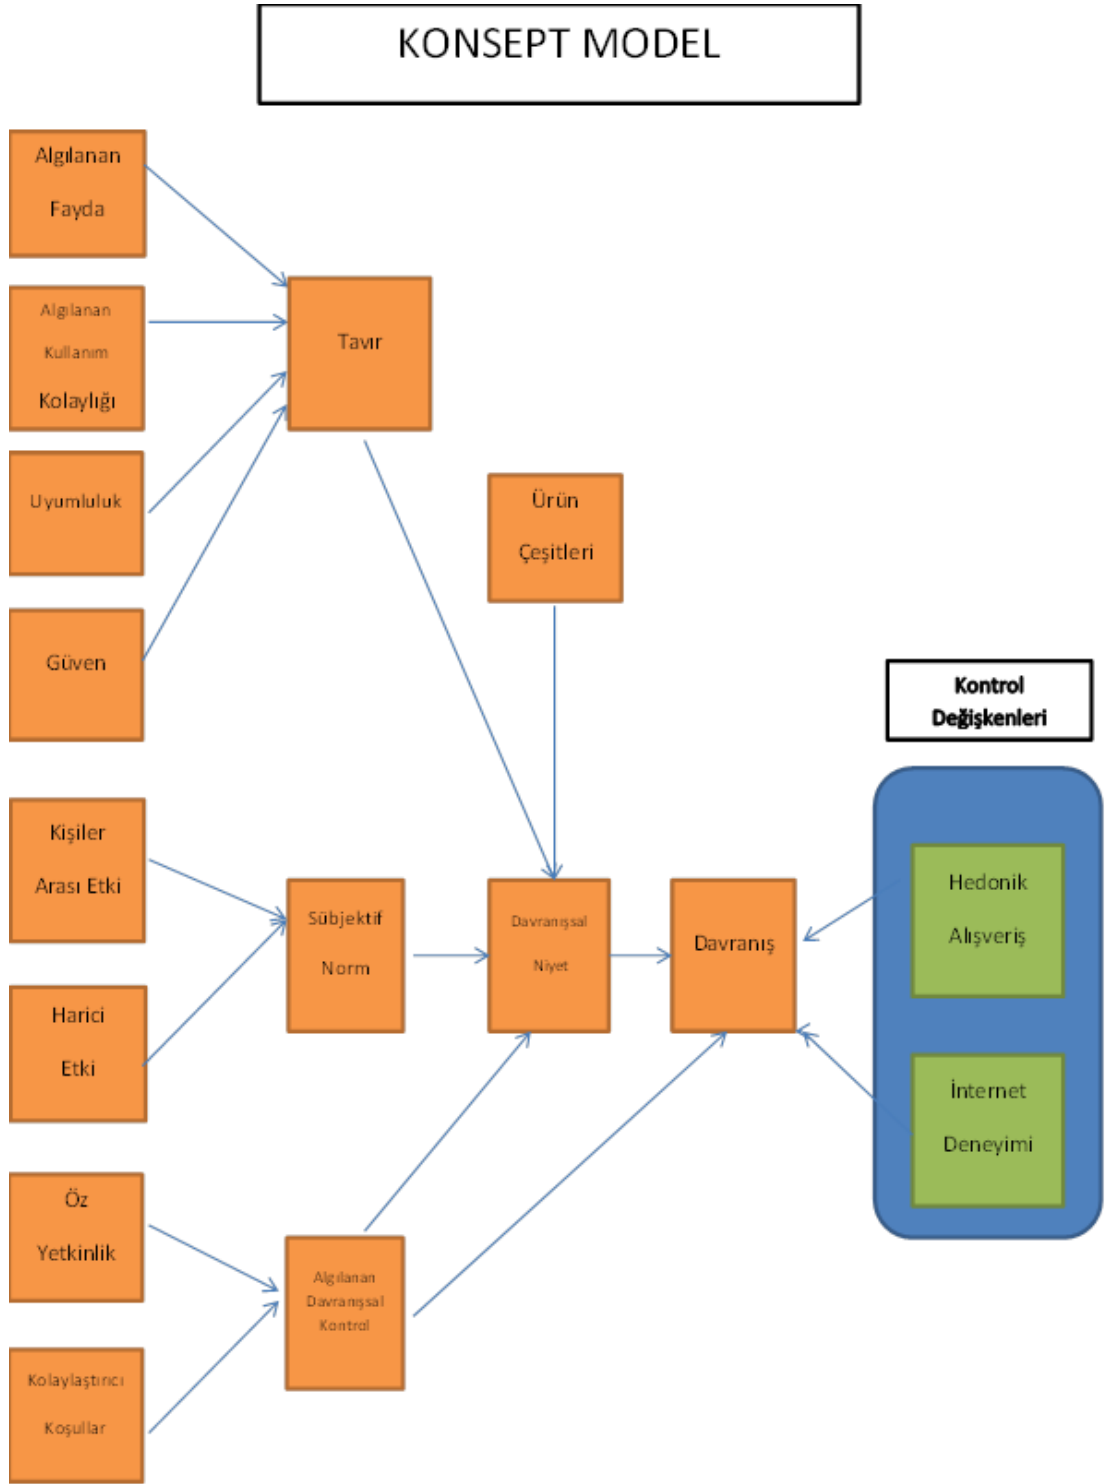 KONSEPT MODEL
Algılanan
Fayda
Algılanan
Kullanım
Kolaylığı
Tavır
Uyumluluk
Ürün
Çeşitleri
Güven
Kontrol
Değişkenleri
Kişiler
Arası Etki
Sübjektif
Norm
Davranışsal
Niyet
Davranış
Hedonik
Alışveriş
Harici
Etki
İnternet
Deneyimi
Öz
Yetkinlik
Algılanan
Davranışsal
Kontrol
Kolaylaştırıcı
Koşullar